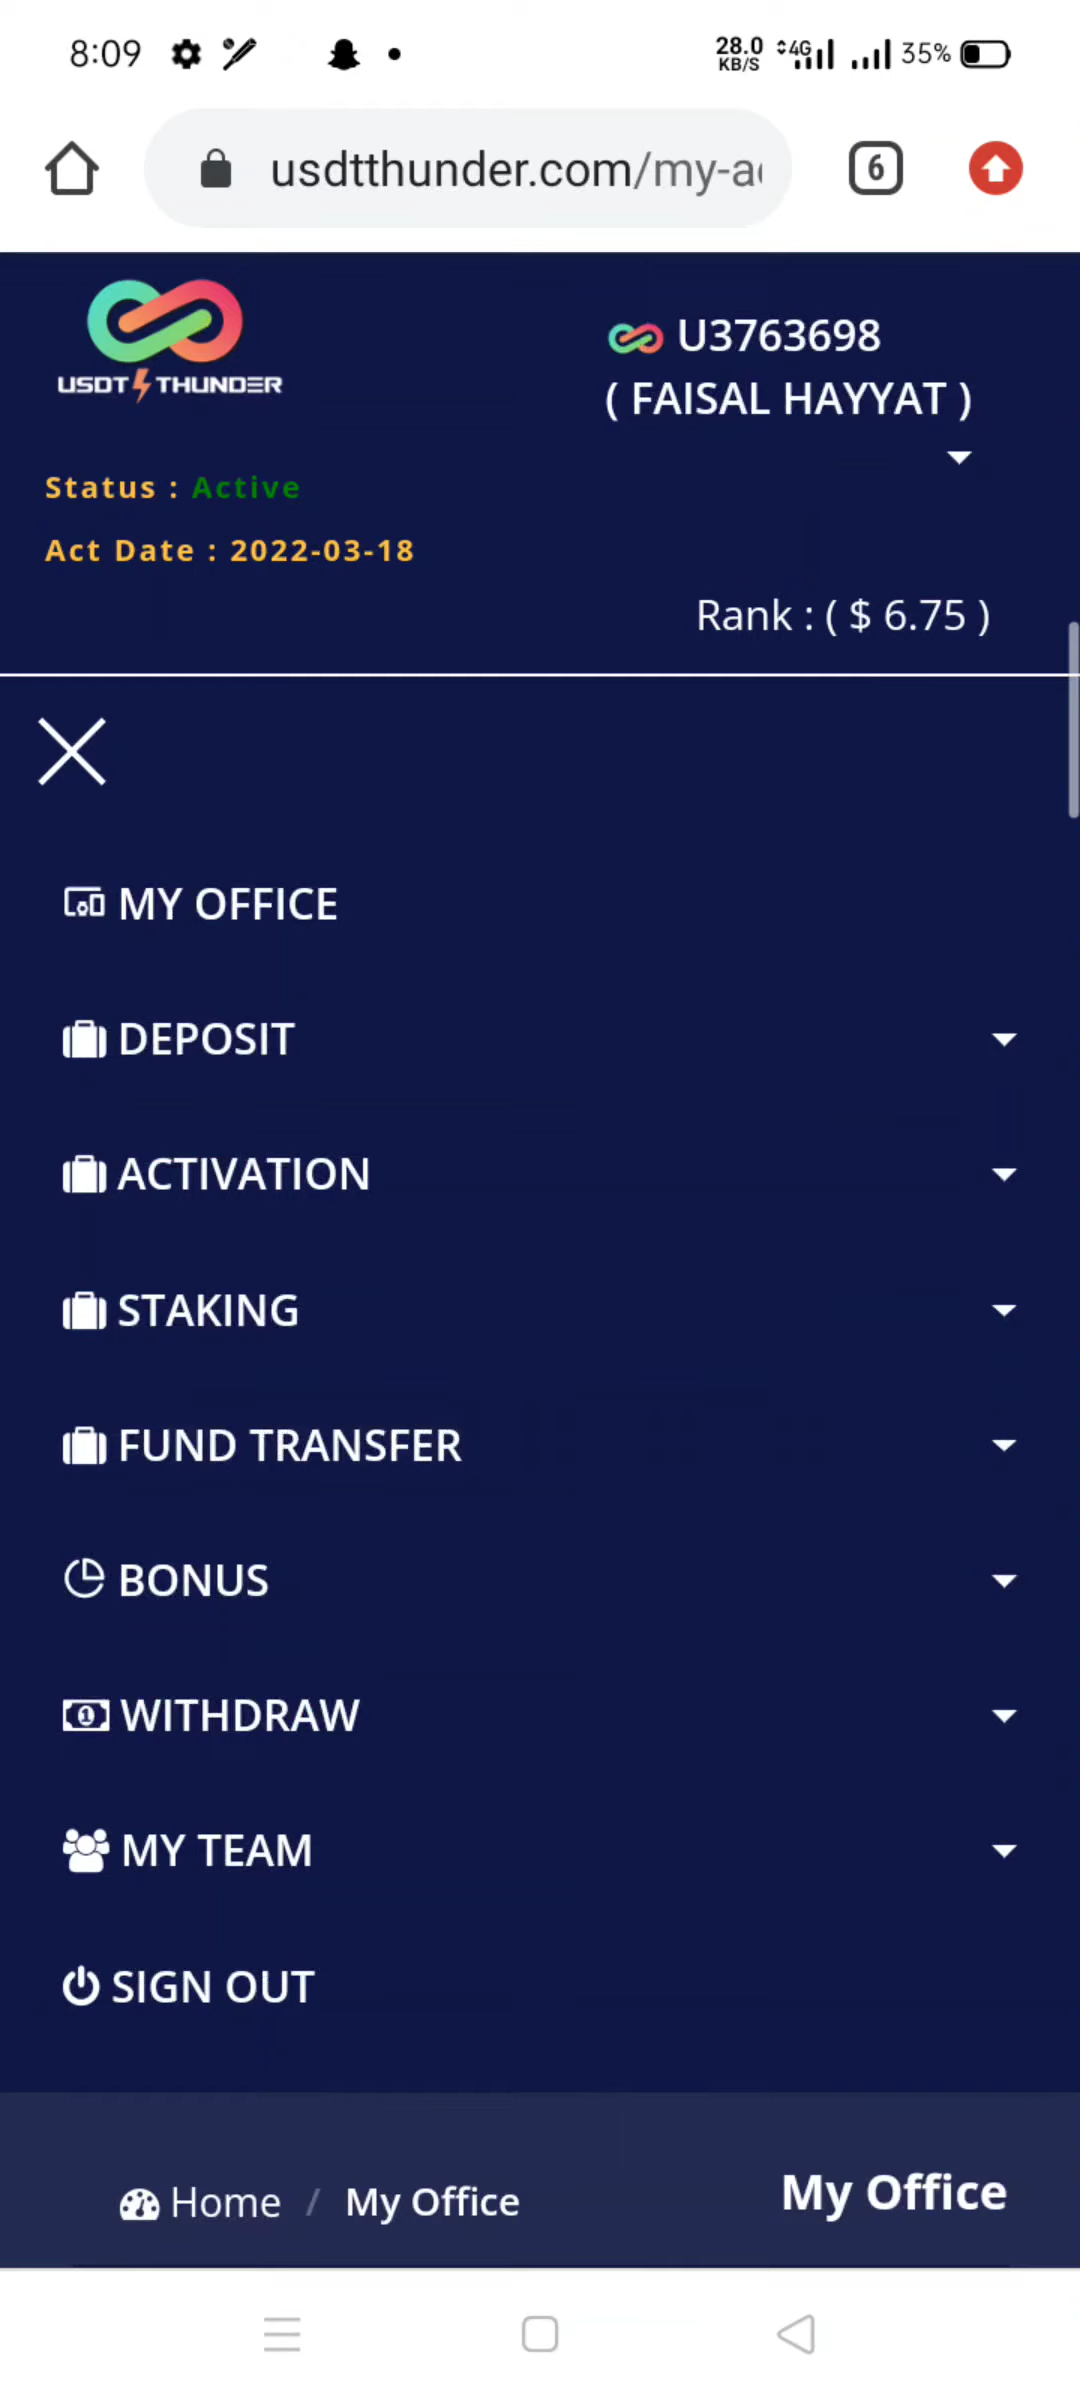 8:09 28.0 KB/S 4G 35%
usdtthunder.com/my-a
6
USDT THUNDER
U3763698
( FAISAL HAYYAT )
Status : Active
Act Date : 2022-03-18
Rank : ( $ 6.75 )
MY OFFICE
DEPOSIT
ACTIVATION
STAKING
FUND TRANSFER
BONUS
WITHDRAW
MY TEAM
SIGN OUT
Home / My Office
My Office